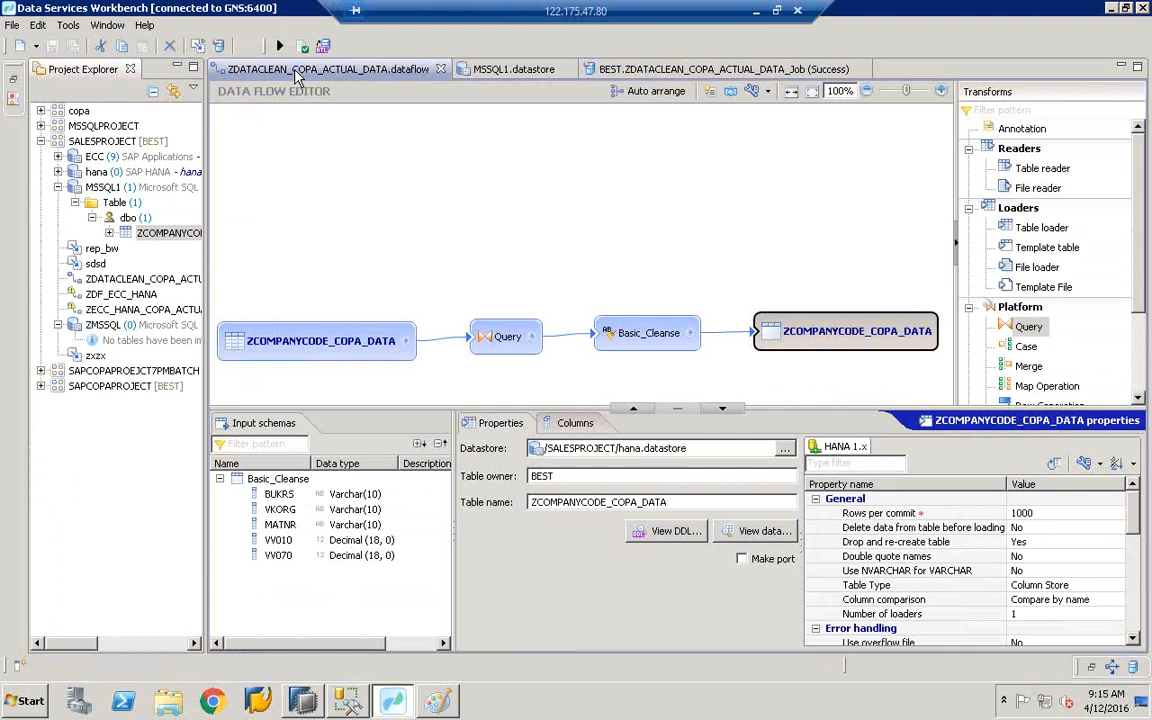 Data Services Workbench (connected to GNS:6400)
122.175.47.80
File Edit Tools Window Help
Project Explorer
ZDATACLEAN_COPA_ACTUAL_DATA.dataflow
MSSQL1.datastore
BEST.ZDATACLEAN_COPA_ACTUAL_DATA_Job (Success)
DATA FLOW EDITOR
Auto arrange
100%
Transforms
Filter pattern
copa
MSSQLPROJECT
SALESPROJECT [BEST]
ECC (9) SAP Applications -
hana (0) SAP HANA - hana
MSSQL1 (1) Microsoft SQL
Table (1)
dbo (1)
ZCOMPANYCO
rep_bw
sdsd
ZDATACLEAN_COPA_ACTU
ZDF_ECC_HANA
ZECC_HANA_COPA_ACTU
ZMSSQL (0) Microsoft SQL
No tables have been im
zxzx
SAPCOPAPROEJCT7PMBATCH
SAPCOPAPROJECT [BEST]
ZCOMPANYCODE_COPA_DATA
Query
Basic_Cleanse
ZCOMPANYCODE_COPA_DATA
Annotation
Readers
Table reader
File reader
Loaders
Table loader
Template table
File loader
Template File
Platform
Query
Case
Merge
Map Operation
Input schemas
Filter pattern
Name Data type Description
Basic_Cleanse
BUKRS Varchar(10)
VKORG Varchar(10)
MATNR Varchar(10)
VV010 Decimal (18, 0)
VV070 Decimal (18, 0)
Properties Columns
ZCOMPANYCODE_COPA_DATA properties
Datastore: /SALESPROJECT/hana.datastore ...
Table owner: BEST
Table name: ZCOMPANYCODE_COPA_DATA
View DDL... View data...
Make port
HANA 1.x
Type filter
Property name Value
General
Rows per commit * 1000
Delete data from table before loading No
Drop and re-create table Yes
Double quote names No
Use NVARCHAR for VARCHAR No
Table Type Column Store
Column comparison Compare by name
Number of loaders 1
Error handling
Use overflow file No
Start
9:15 AM
4/12/2016